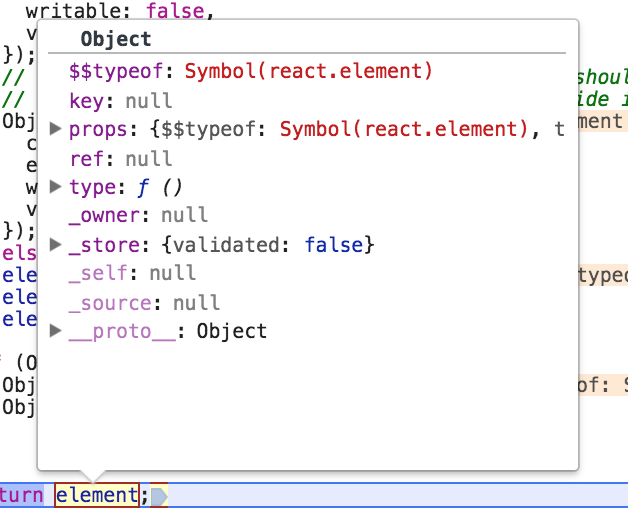 writable: false,
v
});
Object
$$typeof: Symbol(react.element)
// shoul
key: null
// ide i
Obj ment
props: {$$typeof: Symbol(react.element), t
c
ref: null
e
type: ƒ ()
w
_owner: null
v
});
_store: {validated: false}
els
_self: null
ele typeo
ele
_source: null
ele
__proto__: Object
(O
Obj of: S
Obj
turn element;